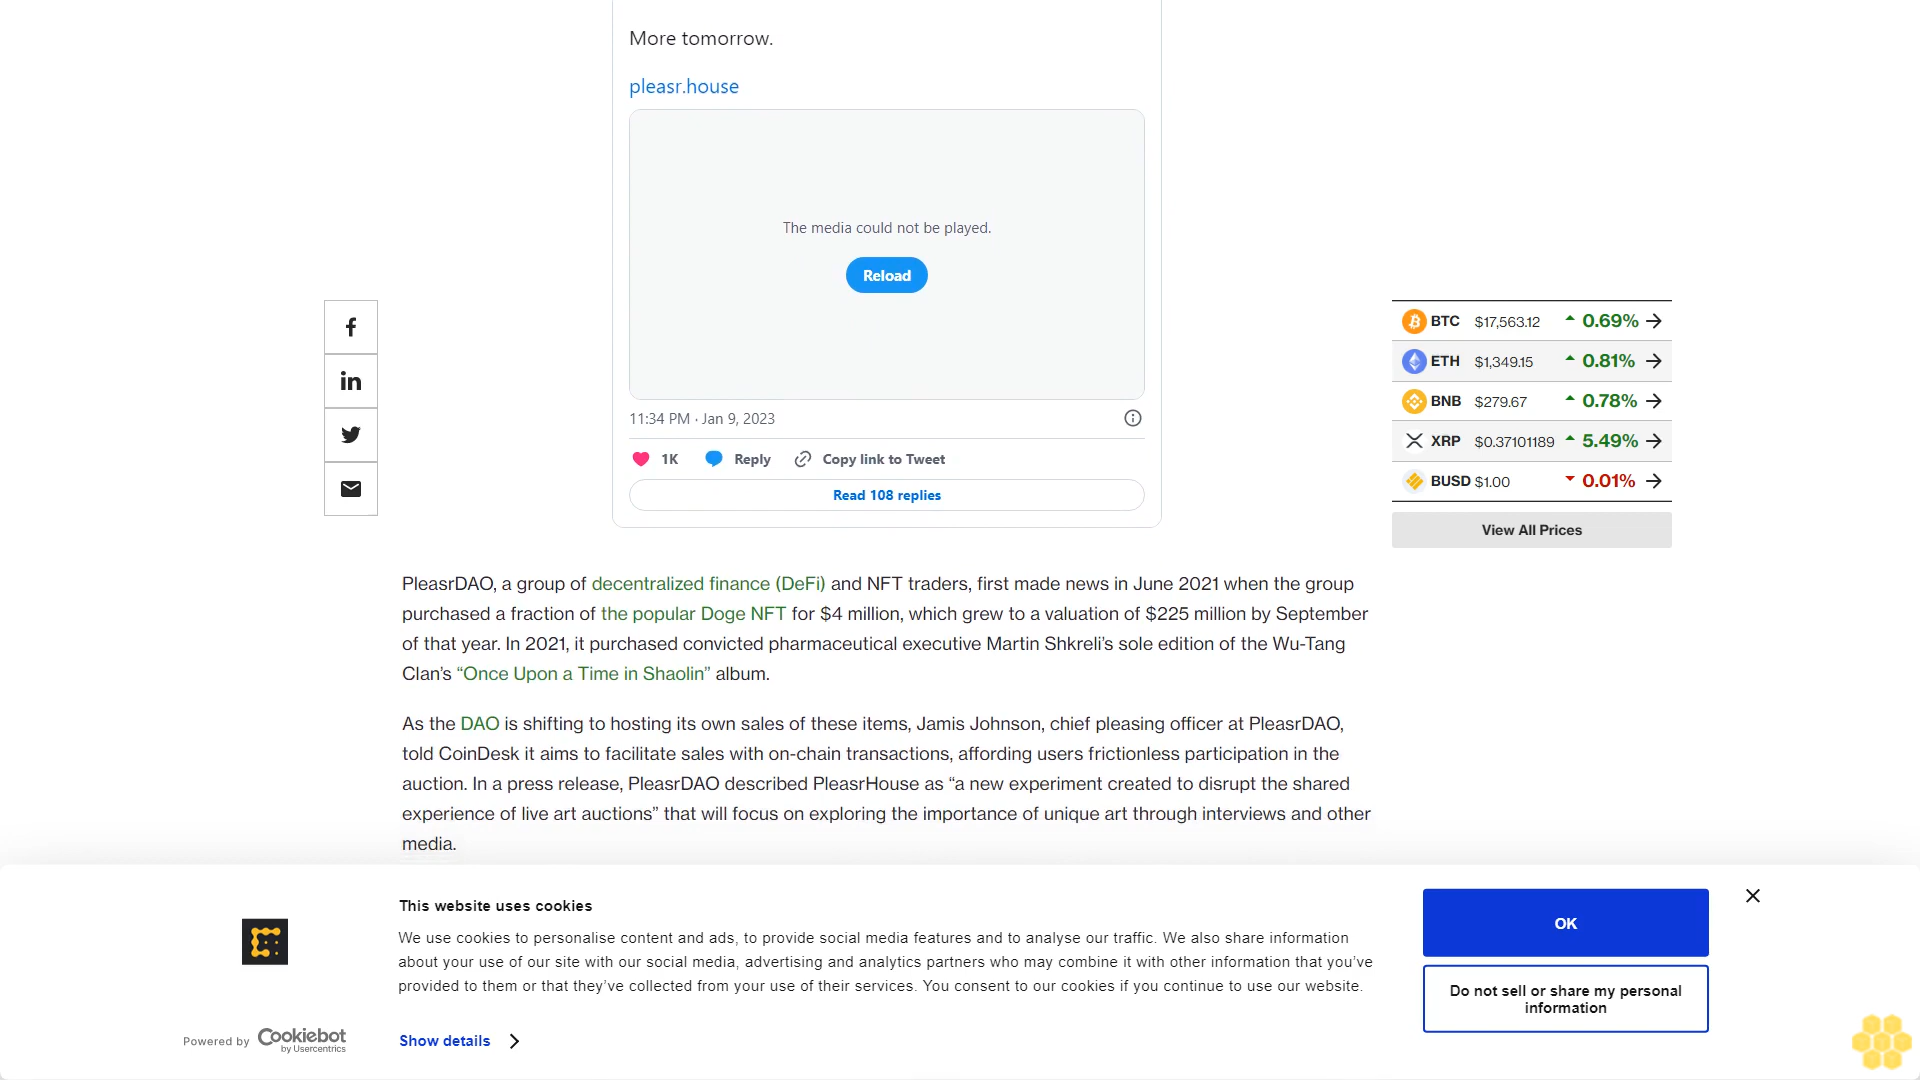 More tomorrow.
pleasr.house
The media could not be played.
Reload
11:34 PM · Jan 9, 2023
1K Reply Copy link to Tweet
Read 108 replies
BTC $17,563.12 0.69%
ETH $1,349.15 0.81%
BNB $279.67 0.78%
XRP $0.37101189 5.49%
BUSD $1.00 0.01%
View All Prices
PleasrDAO, a group of decentralized finance (DeFi) and NFT traders, first made news in June 2021 when the group
purchased a fraction of the popular Doge NFT for $4 million, which grew to a valuation of $225 million by September
of that year. In 2021, it purchased convicted pharmaceutical executive Martin Shkreli’s sole edition of the Wu-Tang
Clan’s “Once Upon a Time in Shaolin” album.
As the DAO is shifting to hosting its own sales of these items, Jamis Johnson, chief pleasing officer at PleasrDAO,
told CoinDesk it aims to facilitate sales with on-chain transactions, affording users frictionless participation in the
auction. In a press release, PleasrDAO described PleasrHouse as “a new experiment created to disrupt the shared
experience of live art auctions” that will focus on exploring the importance of unique art through interviews and other
media.
This website uses cookies
We use cookies to personalise content and ads, to provide social media features and to analyse our traffic. We also share information
about your use of our site with our social media, advertising and analytics partners who may combine it with other information that you’ve
provided to them or that they’ve collected from your use of their services. You consent to our cookies if you continue to use our website.
Show details
OK
Do not sell or share my personal
information
Powered by Cookiebot
by Usercentrics